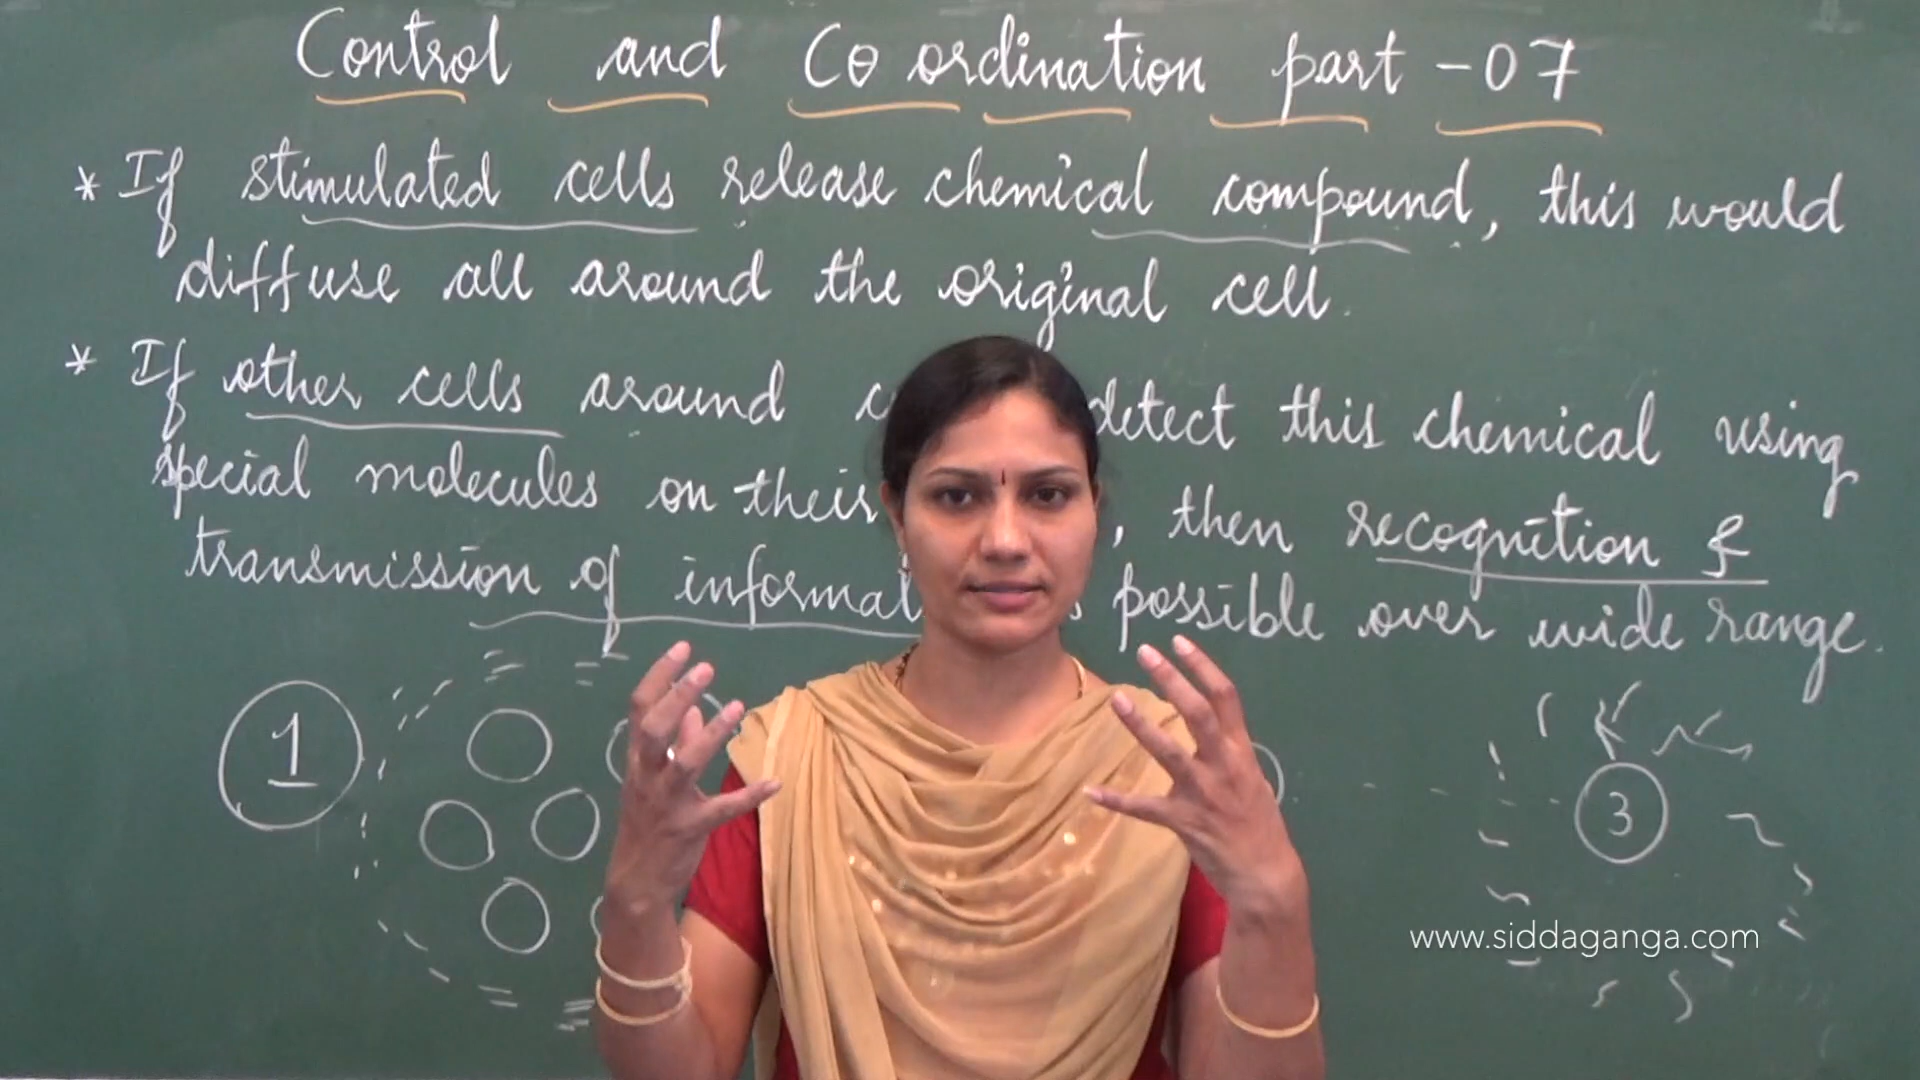 Control and Co ordination part - 07
* If stimulated cells release chemical compound, this would
diffuse all around the original cell.
* If other cells around detect this chemical using
special molecules on their , then recognition &
transmission of informat possible over wide range.
1
3
www.siddaganga.com